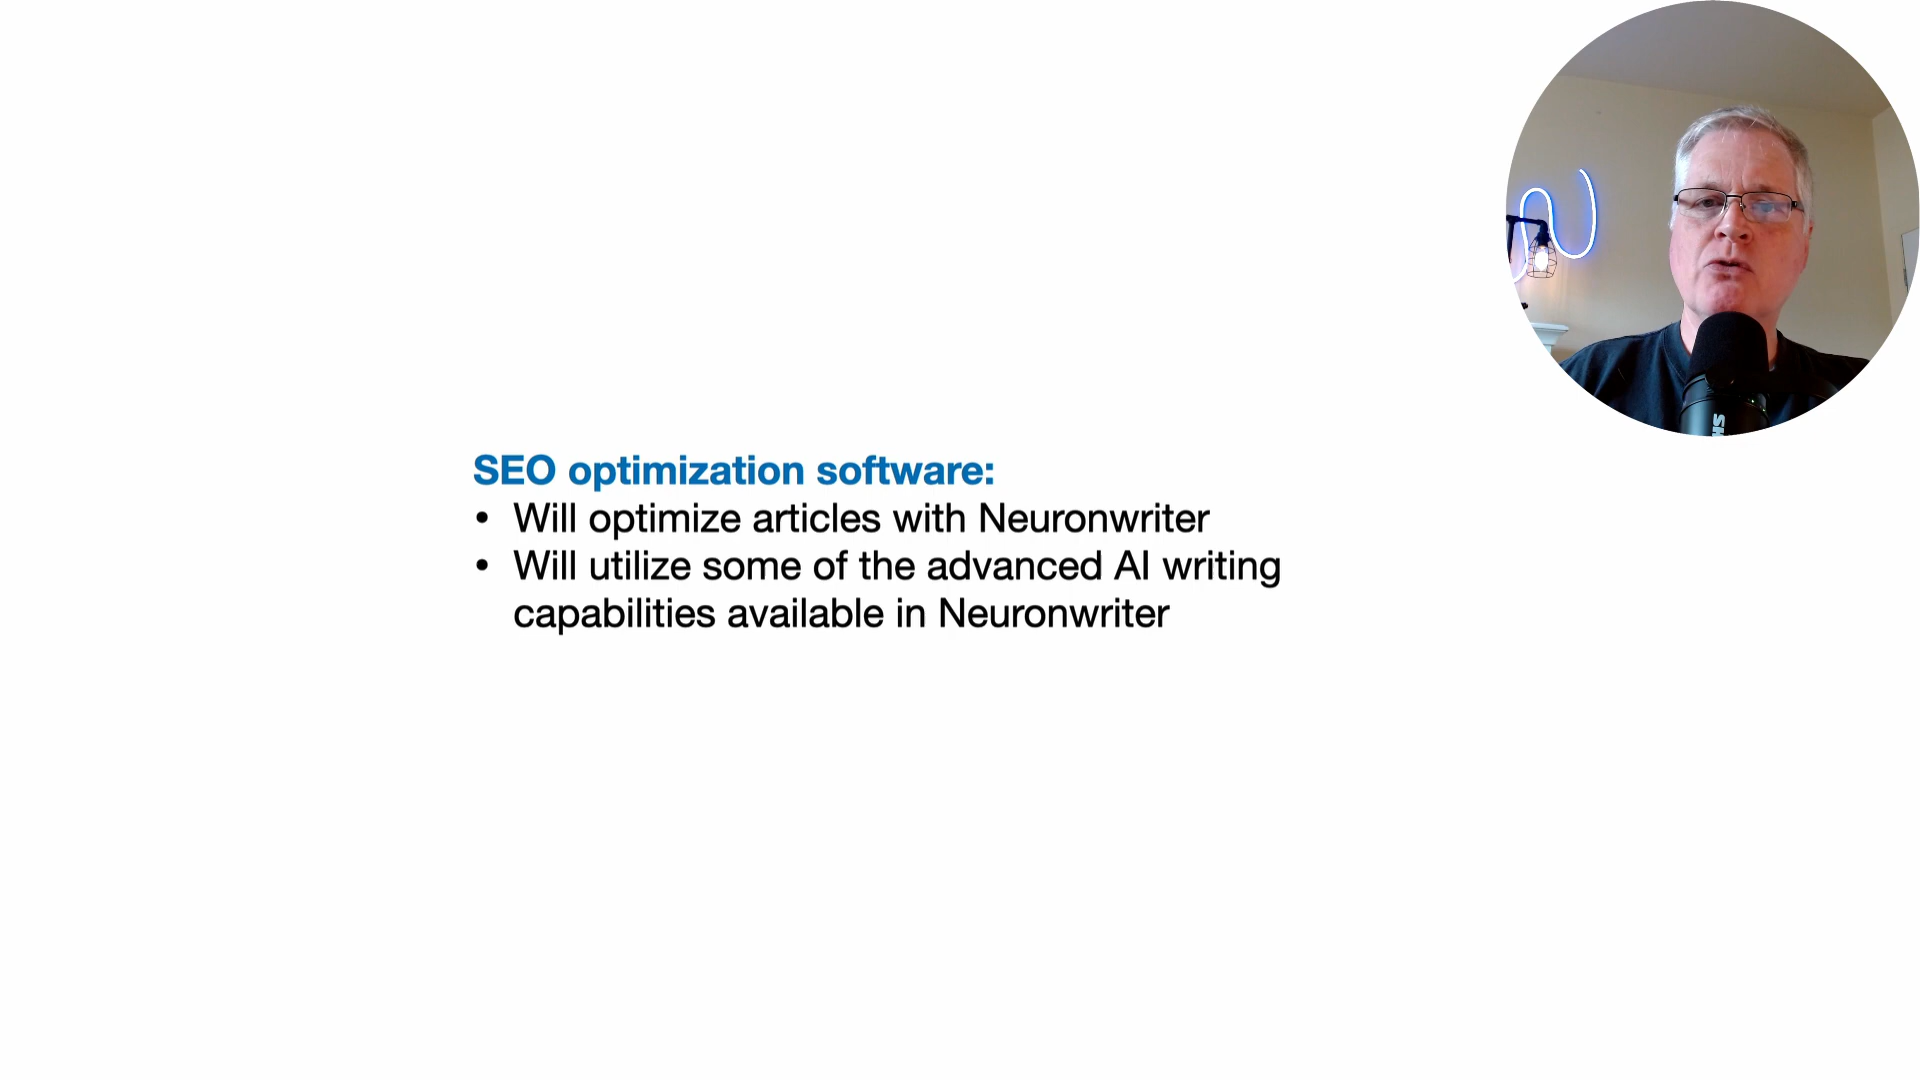 SEO optimization software:
• Will optimize articles with Neuronwriter
• Will utilize some of the advanced AI writing
capabilities available in Neuronwriter
SH